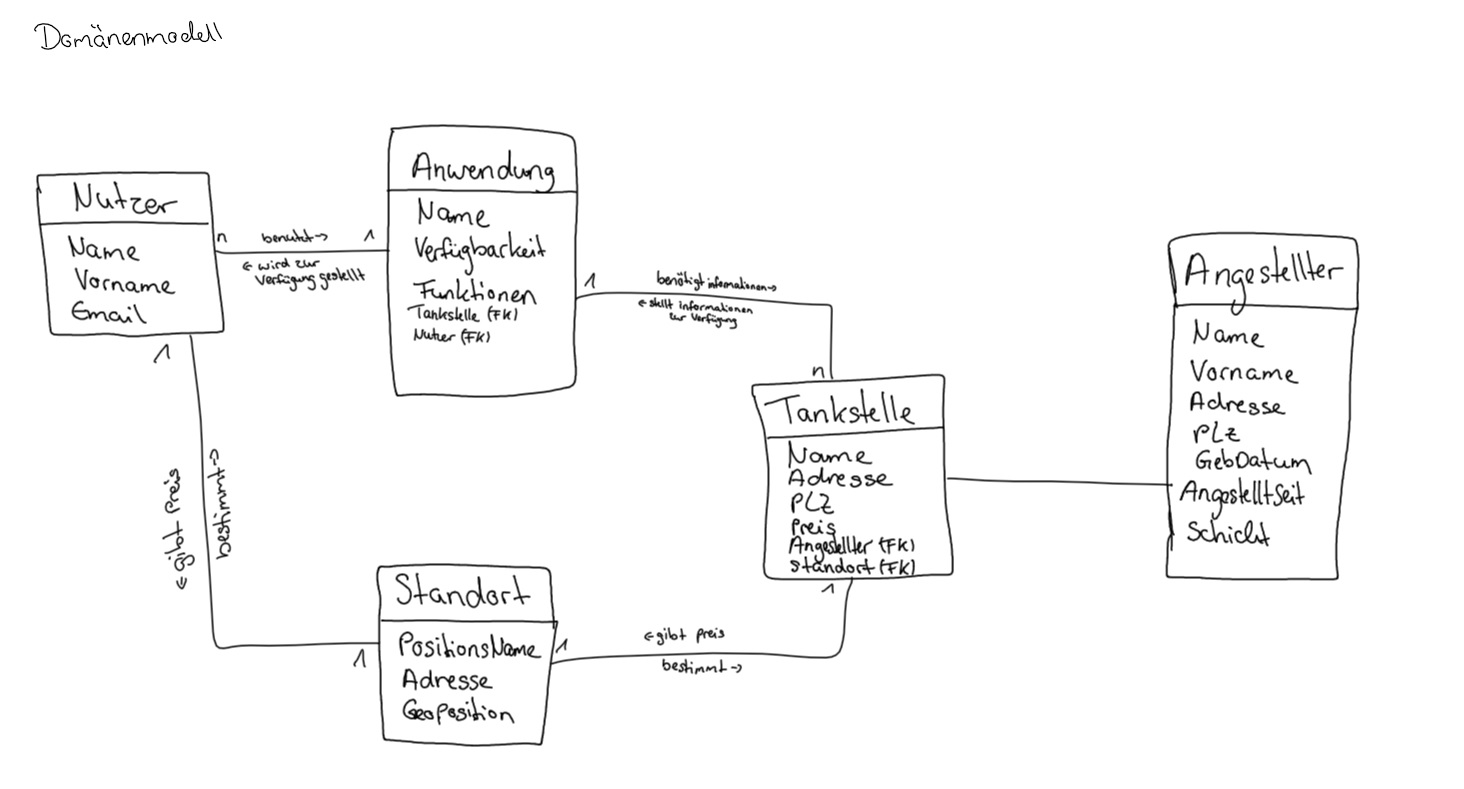 Domänenmodell
Nutzer
Name
Vorname
Email
n benutzt→ 1
← wird zur
Verfügung gestellt
Anwendung
Name
Verfügbarkeit
Funktionen
Tankstelle (FK)
Nutzer (FK)
1 benötigt informationen→
← stellt informationen
zur Verfügung
n
Tankstelle
Name
Adresse
PLZ
Preis
Angestellter (FK)
Standort (FK)
1
Angestellter
Name
Vorname
Adresse
PLZ
GebDatum
AngestelltSeit
Schicht
1
← gibt Preis
bestimmt→
1
Standort
PositionsName
Adresse
GeoPosition
1
← gibt Preis
bestimmt→